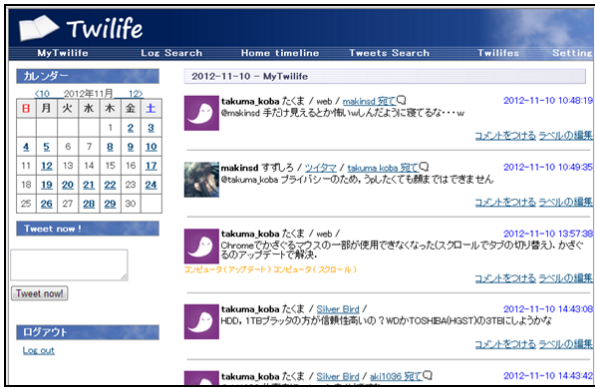 Twilife
MyTwilife Log Search Home timeline Tweets Search Twilifes Setting
カレンダー
<10 2012年11月 12>
日 月 火 水 木 金 土
1 2 3
4 5 6 7 8 9 10
11 12 13 14 15 16 17
18 19 20 21 22 23 24
25 26 27 28 29 30
Tweet now !
Tweet now!
ログアウト
Log out
2012-11-10 - MyTwilife
takuma_koba たくま / web / makinsd 宛て 2012-11-10 10:48:19
@makinsd 手だけ見えるとか怖いwしんだように寝てるな・・・w
コメントをつける ラベルの編集
makinsd すずしろ / ツイタマ / takuma koba 宛て 2012-11-10 10:49:35
@takuma_koba プライバシーのため，うpしたくても顔まではできません
コメントをつける ラベルの編集
takuma_koba たくま / web / 2012-11-10 13:57:38
Chromeでかざぐるマウスの一部が使用できなくなった(スクロールでタブの切り替え)．かざぐ
るのアップデートで解決．
コンピュータ(アップデート) コンピュータ(スクロール)
コメントをつける ラベルの編集
takuma_koba たくま / Silver Bird / 2012-11-10 14:43:08
HDD，1TBプラッタの方が信頼性高いの？WDかTOSHIBA(HGST)の3TBにしようかな
コメントをつける ラベルの編集
takuma_koba たくま / Silver Bird / aki1036 宛て 2012-11-10 14:43:42